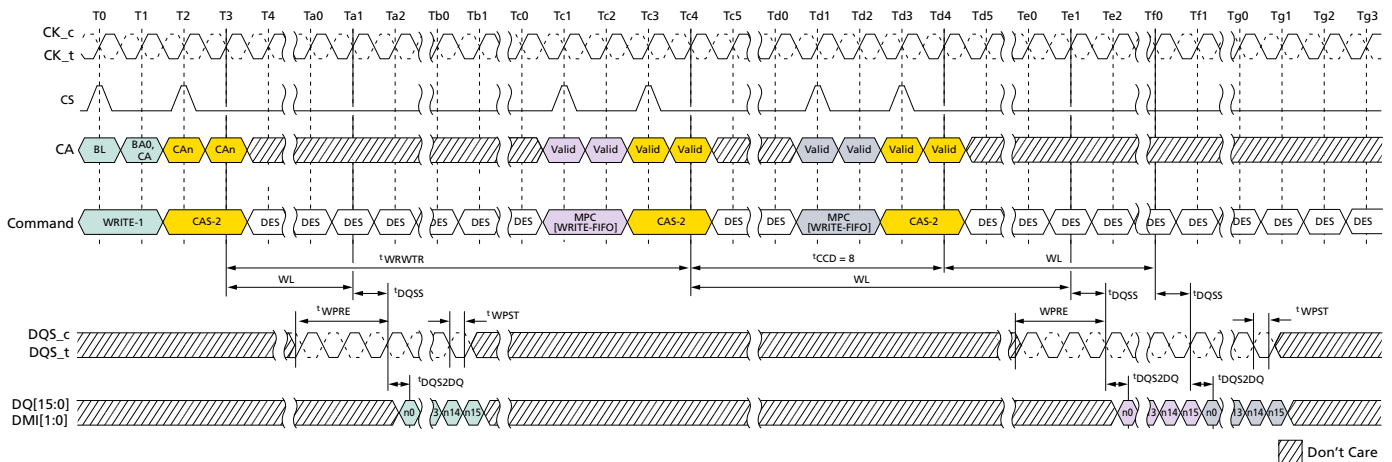 T0 T1 T2 T3 T4 Ta0 Ta1 Ta2 Tb0 Tb1 Tc0 Tc1 Tc2 Tc3 Tc4 Tc5 Td0 Td1 Td2 Td3 Td4 Td5 Te0 Te1 Te2 Tf0 Tf1 Tg0 Tg1 Tg2 Tg3
CK_c
CK_t
CS
CA BL BA0, CA CAn CAn Valid Valid Valid Valid Valid Valid Valid Valid
Command WRITE-1 CAS-2 DES DES DES DES DES DES DES MPC [WRITE-FIFO] CAS-2 DES DES MPC [WRITE-FIFO] CAS-2 DES DES DES DES DES DES DES DES DES DES
tWRWTR tCCD = 8 WL
WL tDQSS WL tDQSS tDQSS
tWPRE tWPST WPRE tWPST
DQS_c
DQS_t
tDQS2DQ tDQS2DQ tDQS2DQ
DQ[15:0]
DMI[1:0]
n0 3 n14 n15 n0 3 n14 n15 n0 13 n14 n15
Don't Care